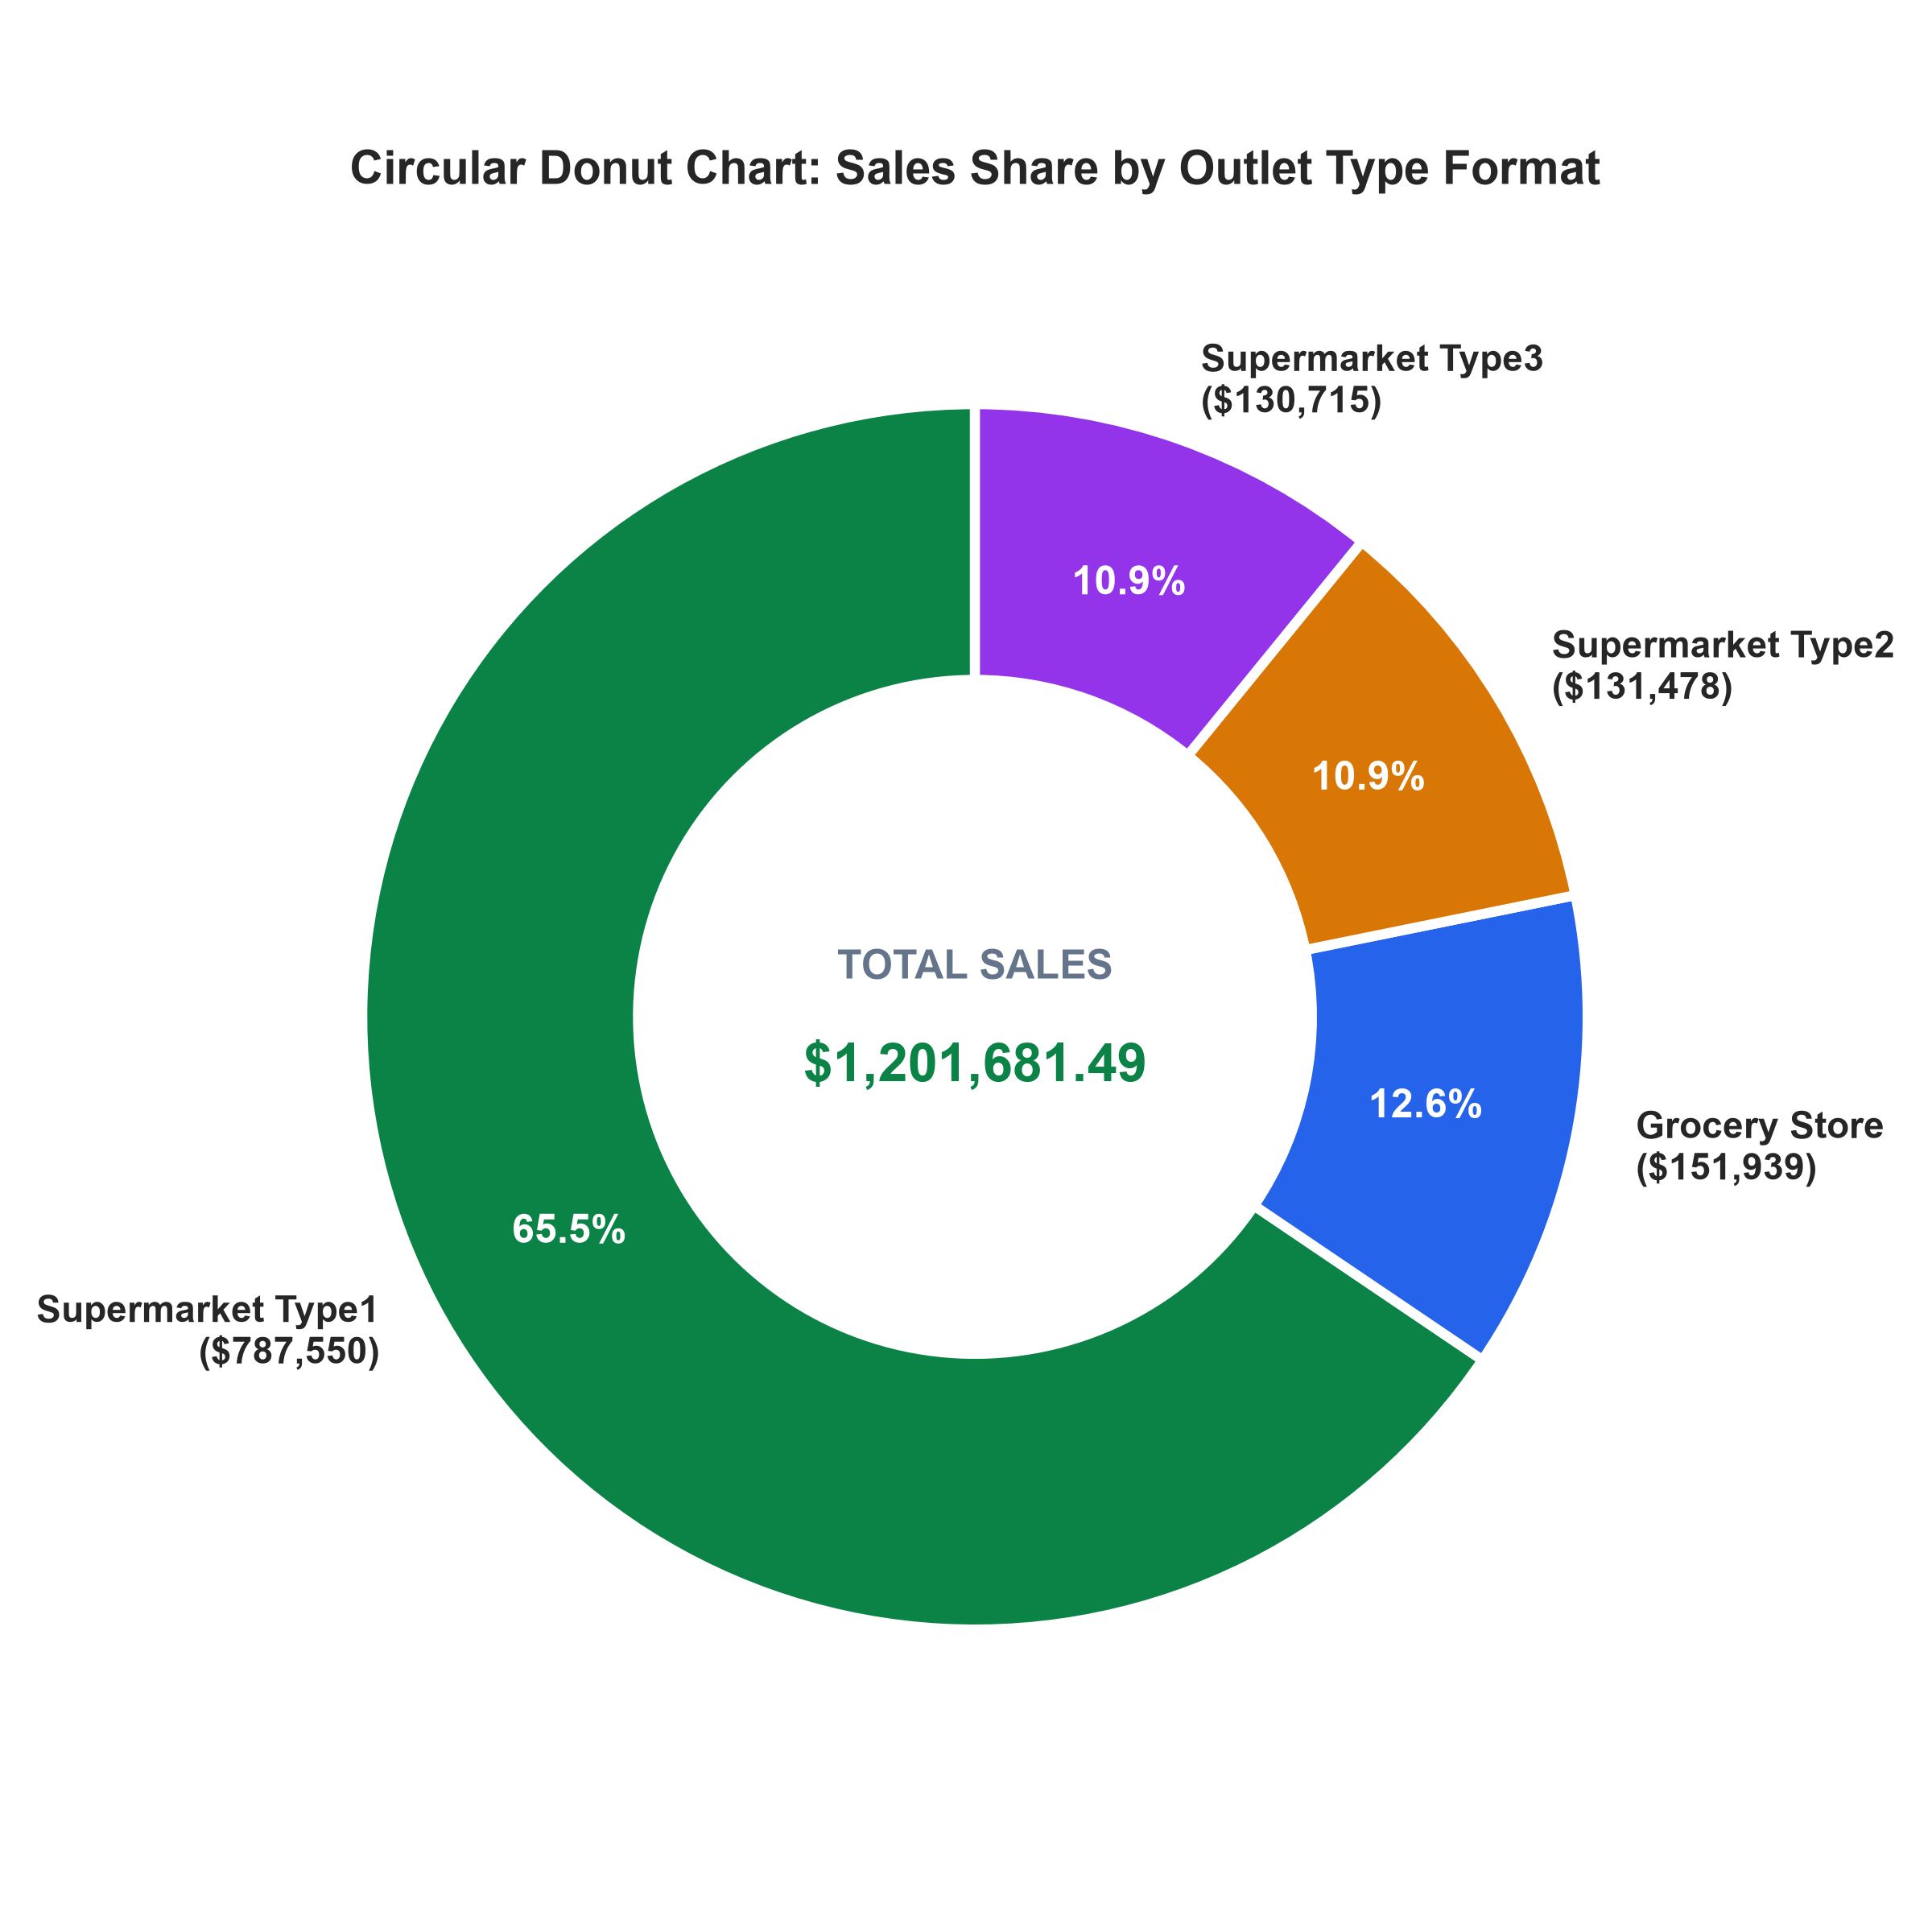 Circular Donut Chart: Sales Share by Outlet Type Format
Supermarket Type3
($130,715)
10.9%
Supermarket Type2
($131,478)
10.9%
TOTAL SALES
$1,201,681.49
12.6%
Grocery Store
($151,939)
65.5%
Supermarket Type1
($787,550)